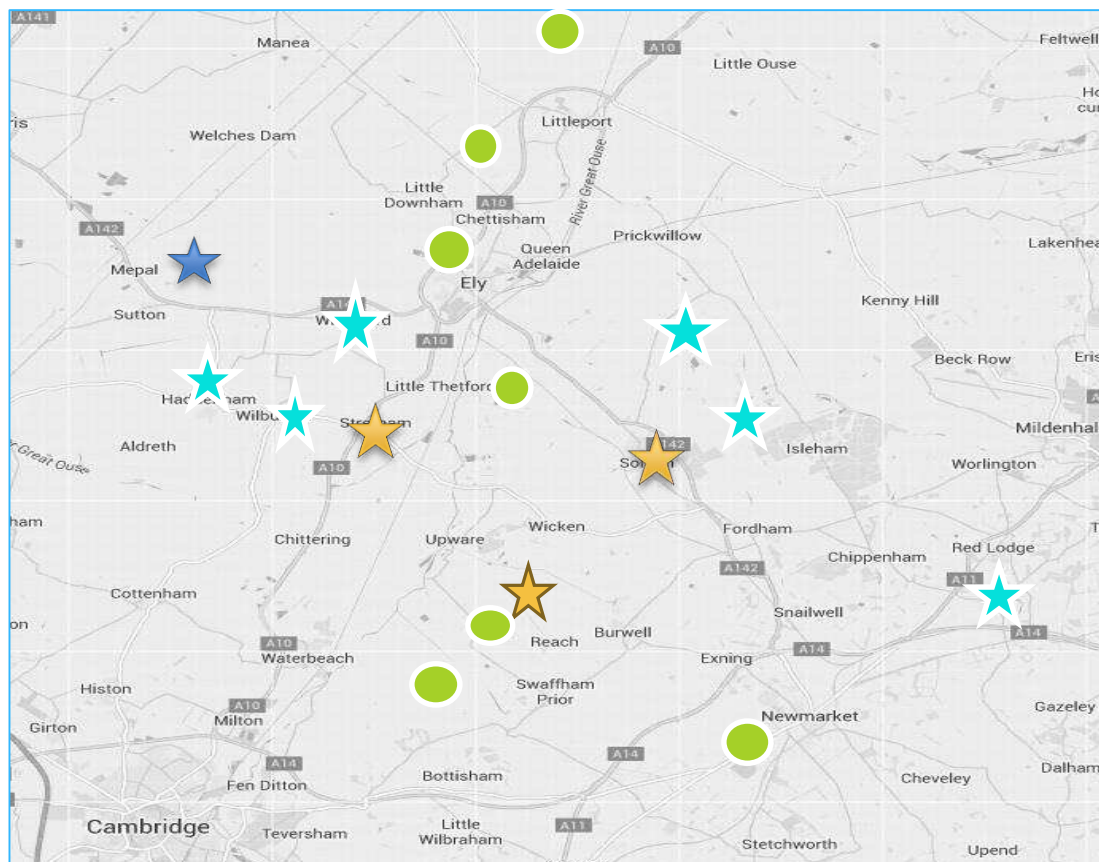 A141
Manea
A10
Feltwell
Little Ouse
Littleport
Welches Dam
River Great Ouse
Little
Downham
A10
Chettisham
A142
Prickwillow
Queen
Adelaide
Lakenhea
Mepal
Ely
Kenny Hill
Sutton
A10
Beck Row
Eris
Little Thetford
Aldreth
Great Ouse
A10
Isleham
Mildenhal
Worlington
ham
Chittering
Upware
Wicken
Fordham
Chippenham
Red Lodge
A142
A11
Cottenham
Snailwell
on
Reach
Burwell
A14
A10
Waterbeach
Exning
A14
Histon
Swaffham
Prior
Girton
A10
Milton
Newmarket
Gazeley
A14
A14
Fen Ditton
Bottisham
Cheveley
Dalham
Cambridge
Teversham
Little
Wilbraham
A11
Stetchworth
Upend